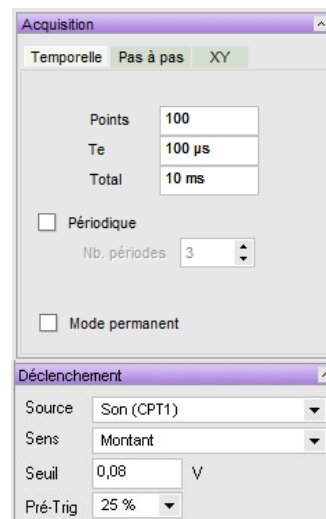 Acquisition
Temporelle Pas à pas XY
Points 100
Te 100 µs
Total 10 ms
Périodique
Nb. périodes 3
Mode permanent
Déclenchement
Source Son (CPT1)
Sens Montant
Seuil 0,08 V
Pré-Trig 25 %